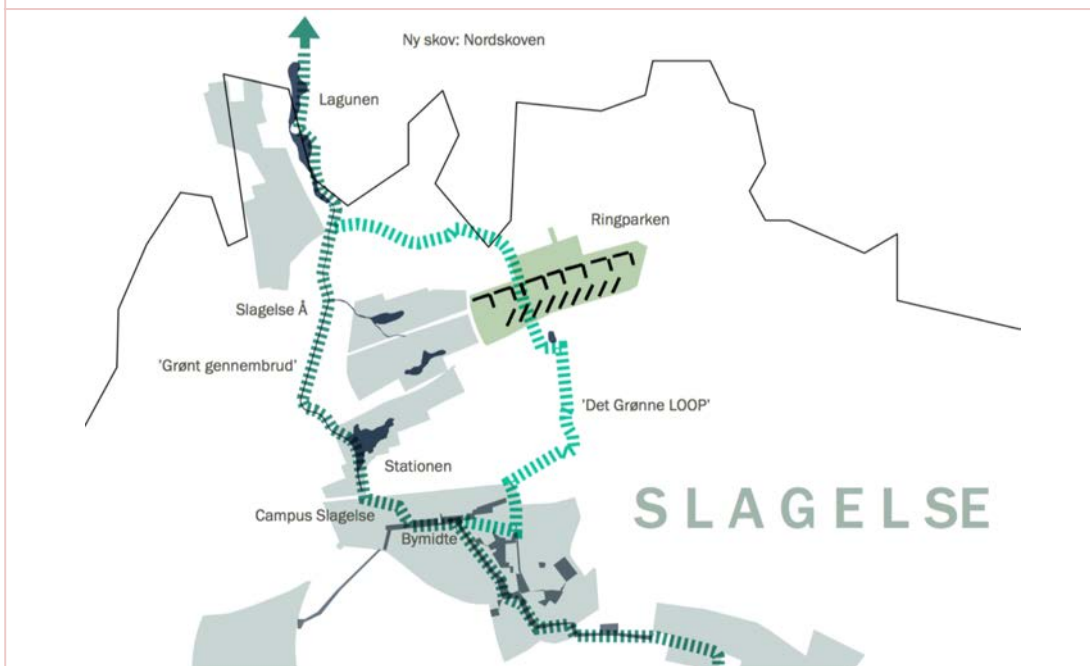 Ny skov: Nordskoven
Lagunen
Ringparken
Slagelse Å
'Grønt gennembrud'
'Det Grønne LOOP'
Stationen
SLAGELSE
Campus Slagelse
Bymidte